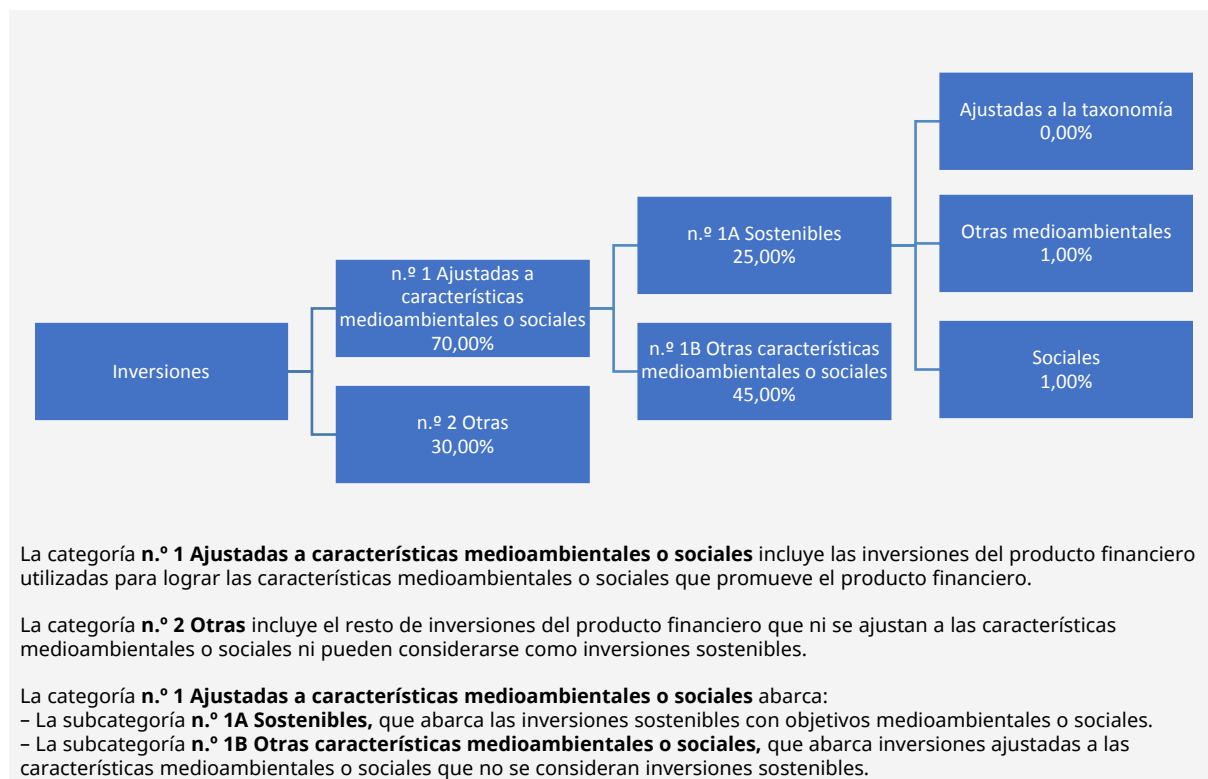 Inversiones
n.º 1 Ajustadas a
características
medioambientales o sociales
70,00%
n.º 2 Otras
30,00%
n.º 1A Sostenibles
25,00%
n.º 1B Otras características
medioambientales o sociales
45,00%
Ajustadas a la taxonomía
0,00%
Otras medioambientales
1,00%
Sociales
1,00%
La categoría n.º 1 Ajustadas a características medioambientales o sociales incluye las inversiones del producto financiero
utilizadas para lograr las características medioambientales o sociales que promueve el producto financiero.
La categoría n.º 2 Otras incluye el resto de inversiones del producto financiero que ni se ajustan a las características
medioambientales o sociales ni pueden considerarse como inversiones sostenibles.
La categoría n.º 1 Ajustadas a características medioambientales o sociales abarca:
– La subcategoría n.º 1A Sostenibles, que abarca las inversiones sostenibles con objetivos medioambientales o sociales.
– La subcategoría n.º 1B Otras características medioambientales o sociales, que abarca inversiones ajustadas a las
características medioambientales o sociales que no se consideran inversiones sostenibles.